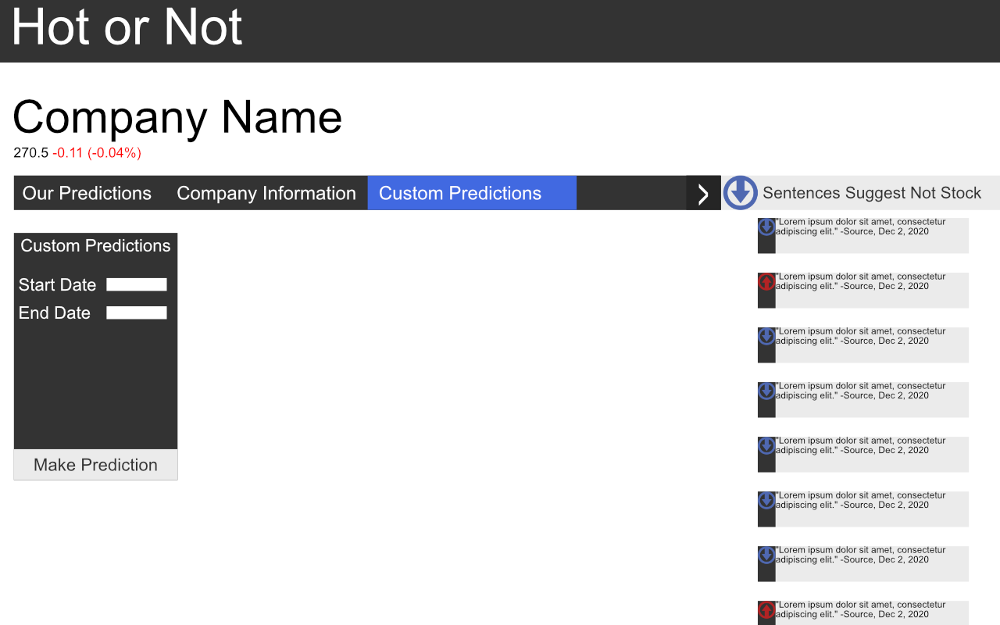 Hot or Not
Company Name
270.5 -0.11 (-0.04%)
Our Predictions Company Information Custom Predictions
Sentences Suggest Not Stock
Custom Predictions
Start Date
End Date
Make Prediction
"Lorem ipsum dolor sit amet, consectetur
adipiscing elit." -Source, Dec 2, 2020
"Lorem ipsum dolor sit amet, consectetur
adipiscing elit." -Source, Dec 2, 2020
"Lorem ipsum dolor sit amet, consectetur
adipiscing elit." -Source, Dec 2, 2020
"Lorem ipsum dolor sit amet, consectetur
adipiscing elit." -Source, Dec 2, 2020
"Lorem ipsum dolor sit amet, consectetur
adipiscing elit." -Source, Dec 2, 2020
"Lorem ipsum dolor sit amet, consectetur
adipiscing elit." -Source, Dec 2, 2020
"Lorem ipsum dolor sit amet, consectetur
adipiscing elit." -Source, Dec 2, 2020
"Lorem ipsum dolor sit amet, consectetur
adipiscing elit." -Source, Dec 2, 2020